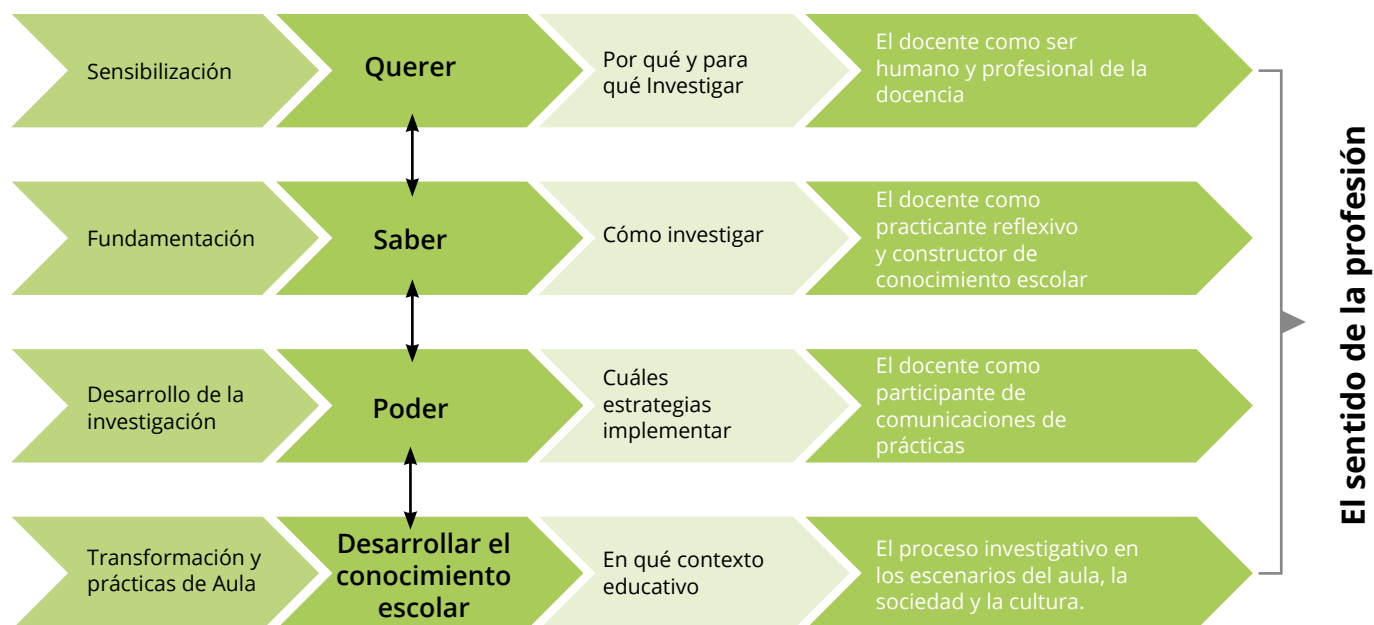 Sensibilización
Querer
Por qué y para
qué Investigar
El docente como ser
humano y profesional de la
docencia
Fundamentación
Saber
Cómo investigar
El docente como
practicante reflexivo
y constructor de
conocimiento escolar
Desarrollo de la
investigación
Poder
Cuáles
estrategias
implementar
El docente como
participante de
comunicaciones de
prácticas
Transformación y
prácticas de Aula
Desarrollar el
conocimiento
escolar
En qué contexto
educativo
El proceso investigativo en
los escenarios del aula, la
sociedad y la cultura.
El sentido de la profesión